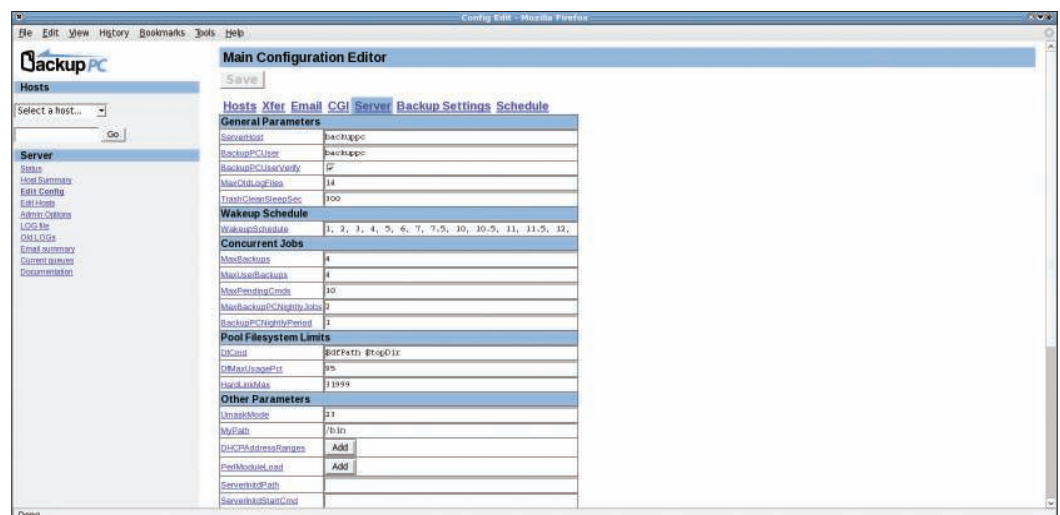 Config Edit - Mozilla Firefox
File Edit View History Bookmarks Tools Help
BackupPC
Hosts
Select a host...
Go
Server
Status
Host Summary
Edit Config
Edit Hosts
Admin Options
LOG file
Old LOGs
Email summary
Current queues
Documentation
Main Configuration Editor
Save
Hosts Xfer Email CGI Server Backup Settings Schedule
General Parameters
ServerHost backuppc
BackupPCUser backuppc
BackupPCUserVerify
MaxOldLogFiles 14
TrashCleanSleepSec 300
Wakeup Schedule
WakeupSchedule 1, 2, 3, 4, 5, 6, 7, 7.5, 10, 10.5, 11, 11.5, 12,
Concurrent Jobs
MaxBackups 4
MaxUserBackups 4
MaxPendingCmds 10
MaxBackupPCNightlyJobs 2
BackupPCNightlyPeriod 1
Pool Filesystem Limits
DfCmd $dfPath $topDir
DfMaxUsagePct 95
HardLinkMax 31999
Other Parameters
UmaskMode 23
MyPath /bin
DHCPAddressRanges Add
PerlModuleLoad Add
ServerInitdPath
ServerInitdStartCmd
Done